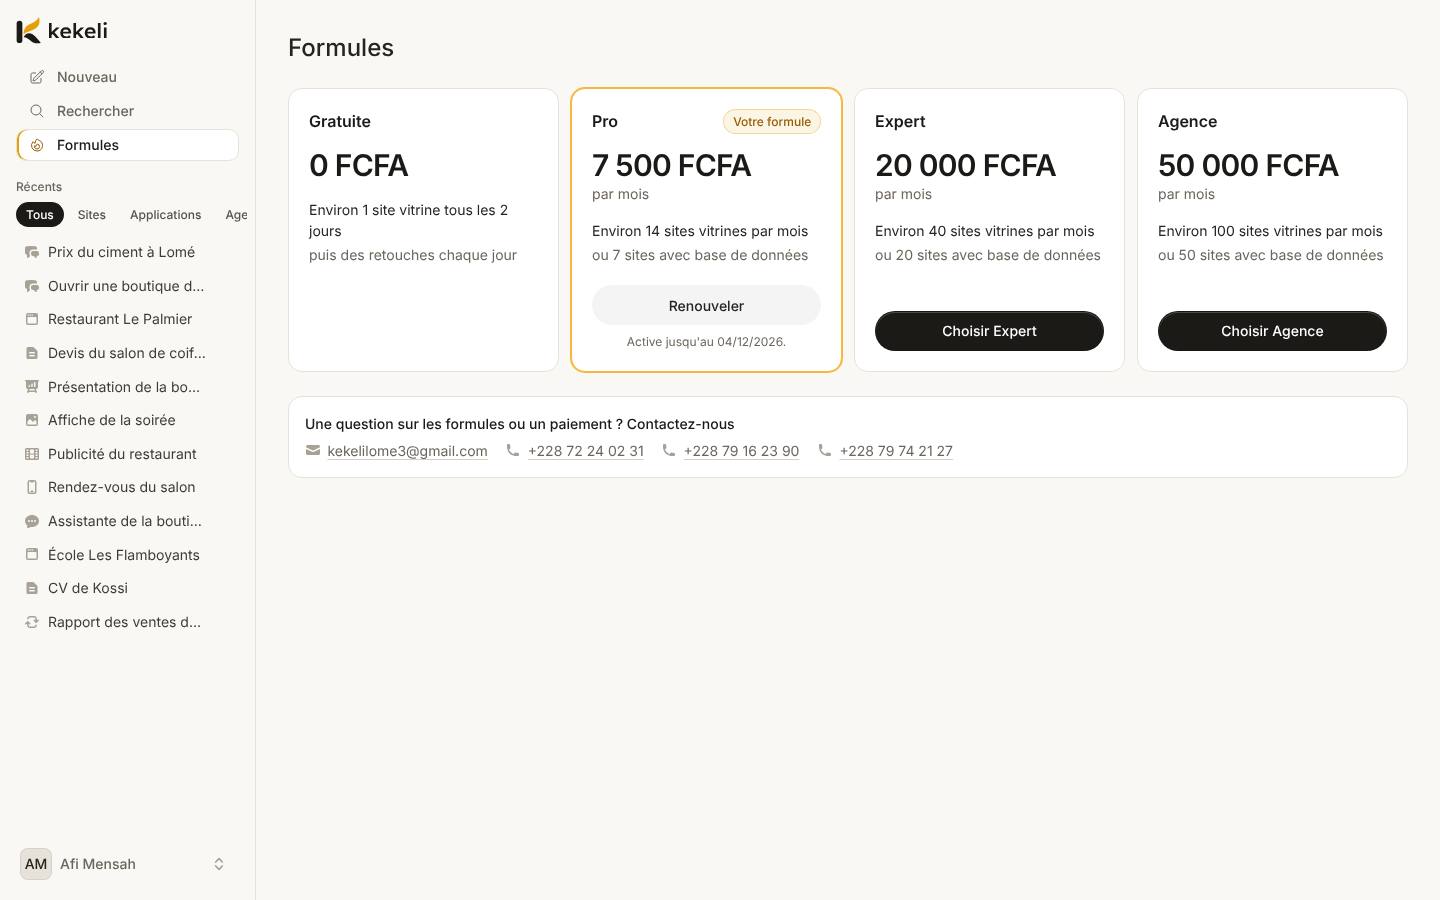 kekeli
Nouveau
Rechercher
Formules
Récents
Tous Sites Applications Age
Prix du ciment à Lomé
Ouvrir une boutique d...
Restaurant Le Palmier
Devis du salon de coif...
Présentation de la bo...
Affiche de la soirée
Publicité du restaurant
Rendez-vous du salon
Assistante de la bouti...
École Les Flamboyants
CV de Kossi
Rapport des ventes d...
AM Afi Mensah
Formules
Gratuite
0 FCFA
Environ 1 site vitrine tous les 2
jours
puis des retouches chaque jour
Pro Votre formule
7 500 FCFA
par mois
Environ 14 sites vitrines par mois
ou 7 sites avec base de données
Renouveler
Active jusqu'au 04/12/2026.
Expert
20 000 FCFA
par mois
Environ 40 sites vitrines par mois
ou 20 sites avec base de données
Choisir Expert
Agence
50 000 FCFA
par mois
Environ 100 sites vitrines par mois
ou 50 sites avec base de données
Choisir Agence
Une question sur les formules ou un paiement ? Contactez-nous
kekelilome3@gmail.com +228 72 24 02 31 +228 79 16 23 90 +228 79 74 21 27